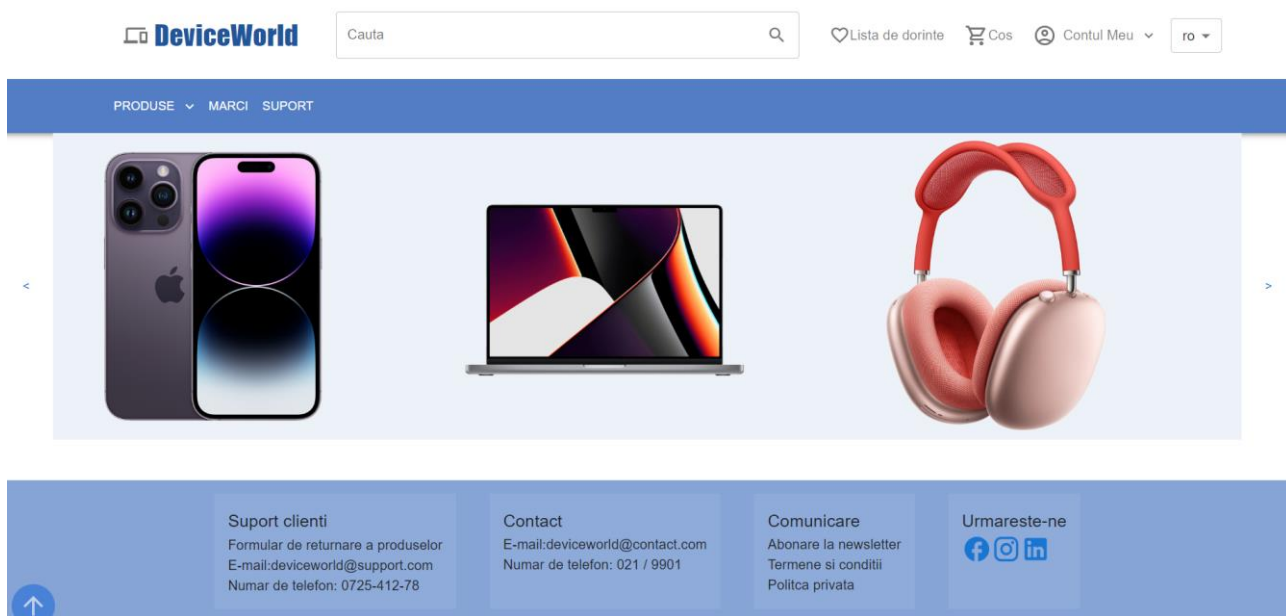 DeviceWorld
Cauta
Lista de dorinte
Cos
Contul Meu
ro
PRODUSE
MARCI
SUPORT
<
>
Suport clienti
Formular de returnare a produselor
E-mail:deviceworld@support.com
Numar de telefon: 0725-412-78
Contact
E-mail:deviceworld@contact.com
Numar de telefon: 021 / 9901
Comunicare
Abonare la newsletter
Termene si conditii
Politca privata
Urmareste-ne